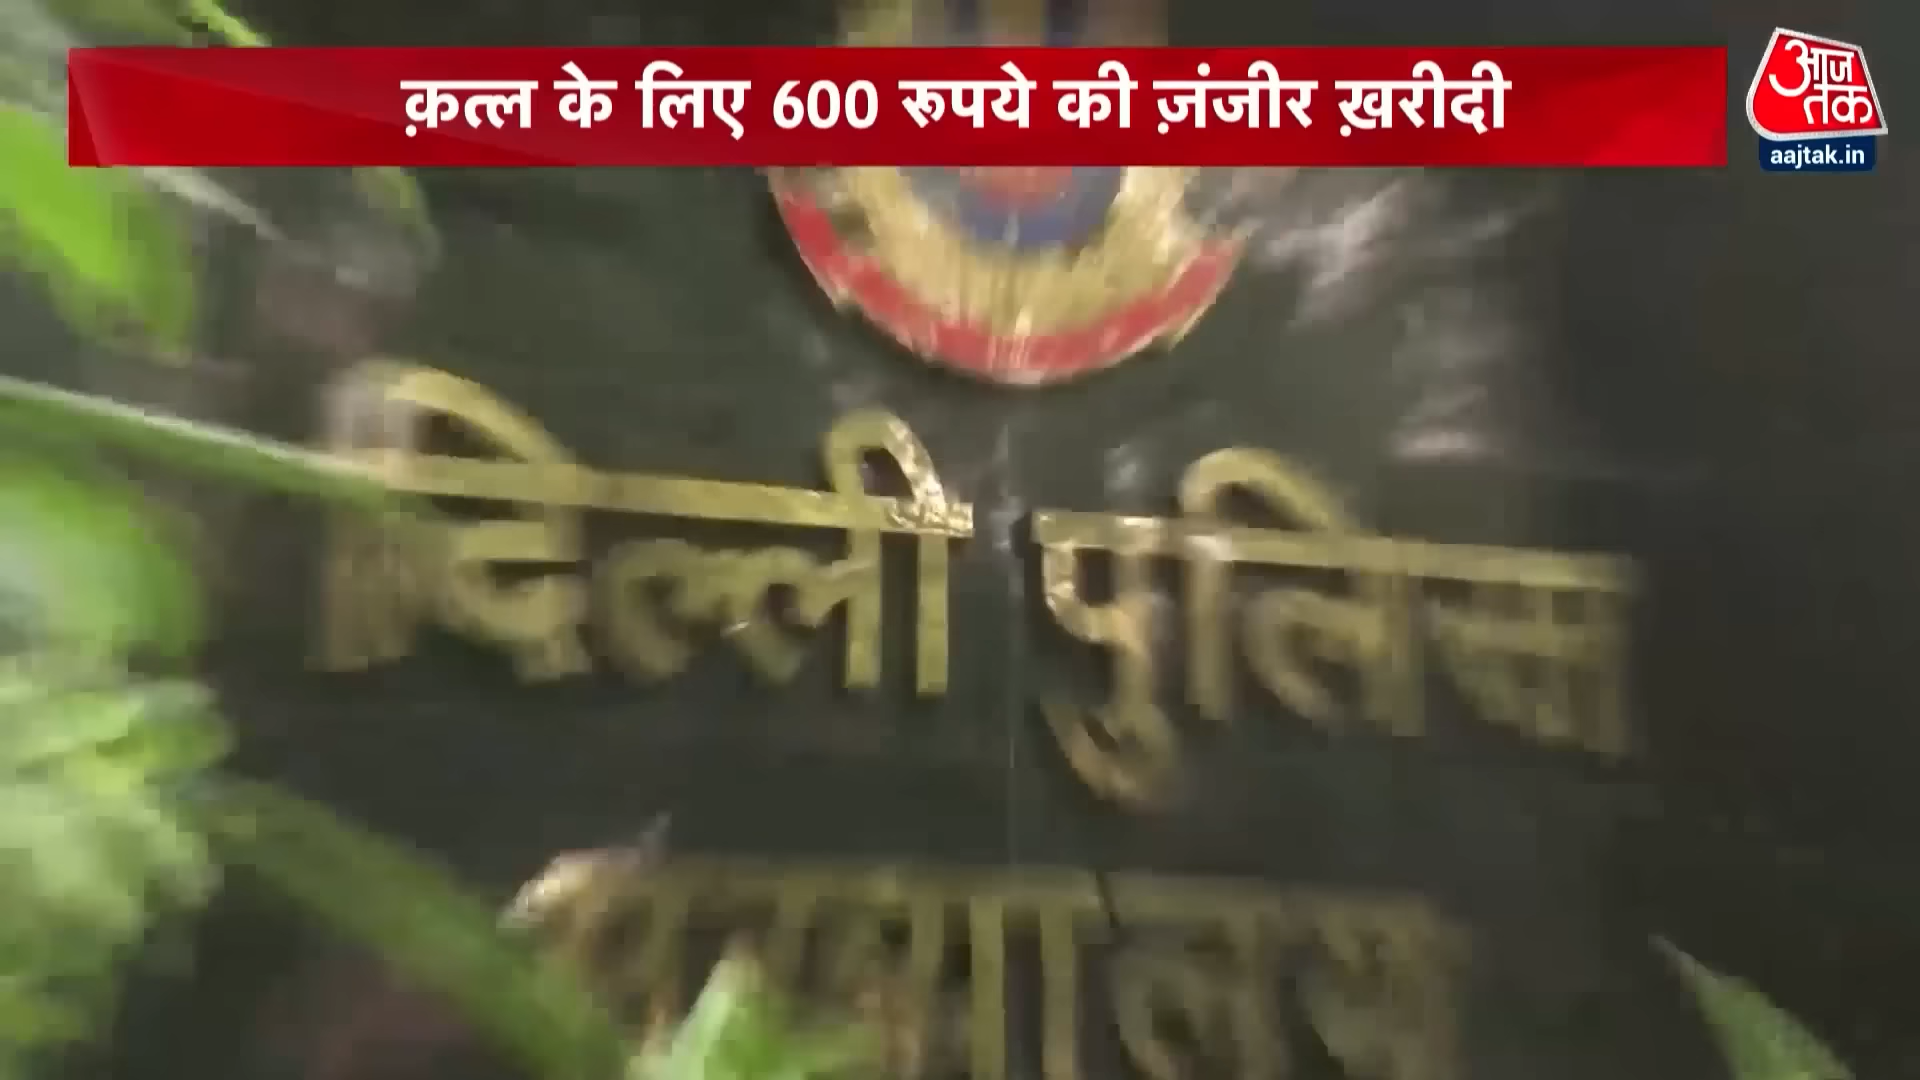 क़त्ल के लिए 600 रूपये की ज़ंजीर ख़रीदी
आज
तक
aajtak.in
दिल्ली पुलिस